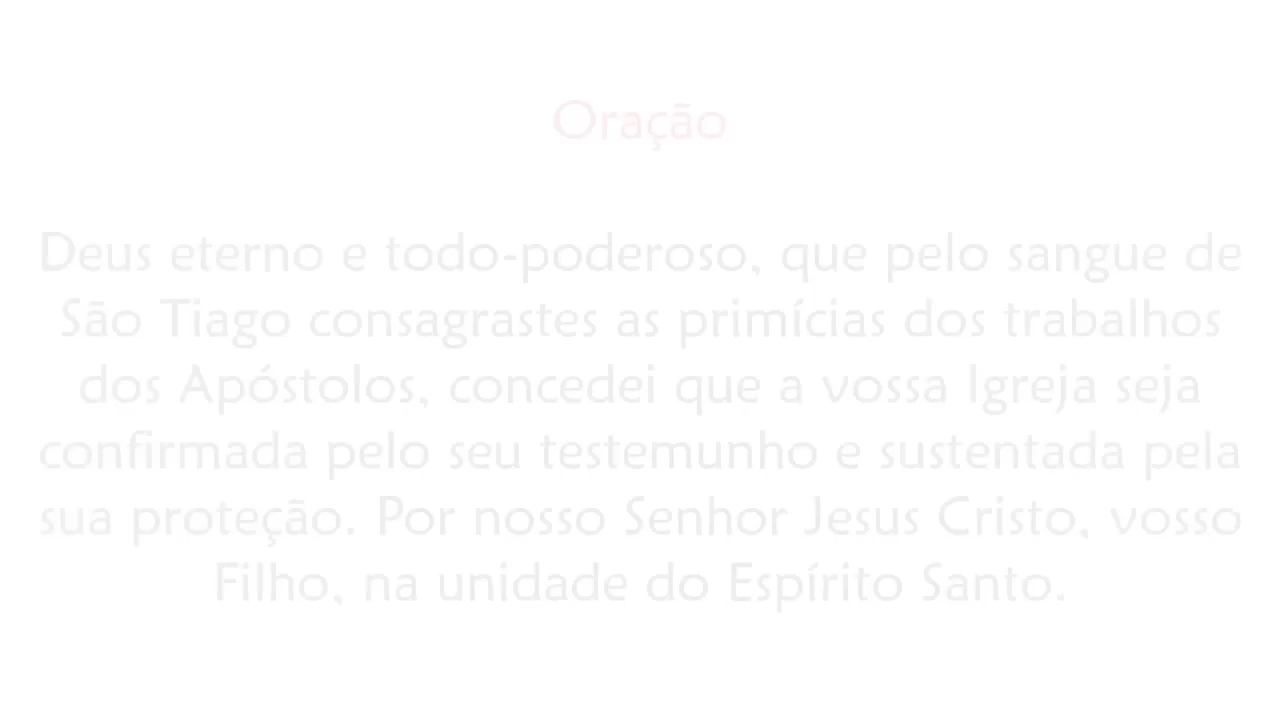 Oração
Deus eterno e todo-poderoso, que pelo sangue de
São Tiago consagrastes as primícias dos trabalhos
dos Apóstolos, concedei que a vossa Igreja seja
confirmada pelo seu testemunho e sustentada pela
sua proteção. Por nosso Senhor Jesus Cristo, vosso
Filho, na unidade do Espírito Santo.